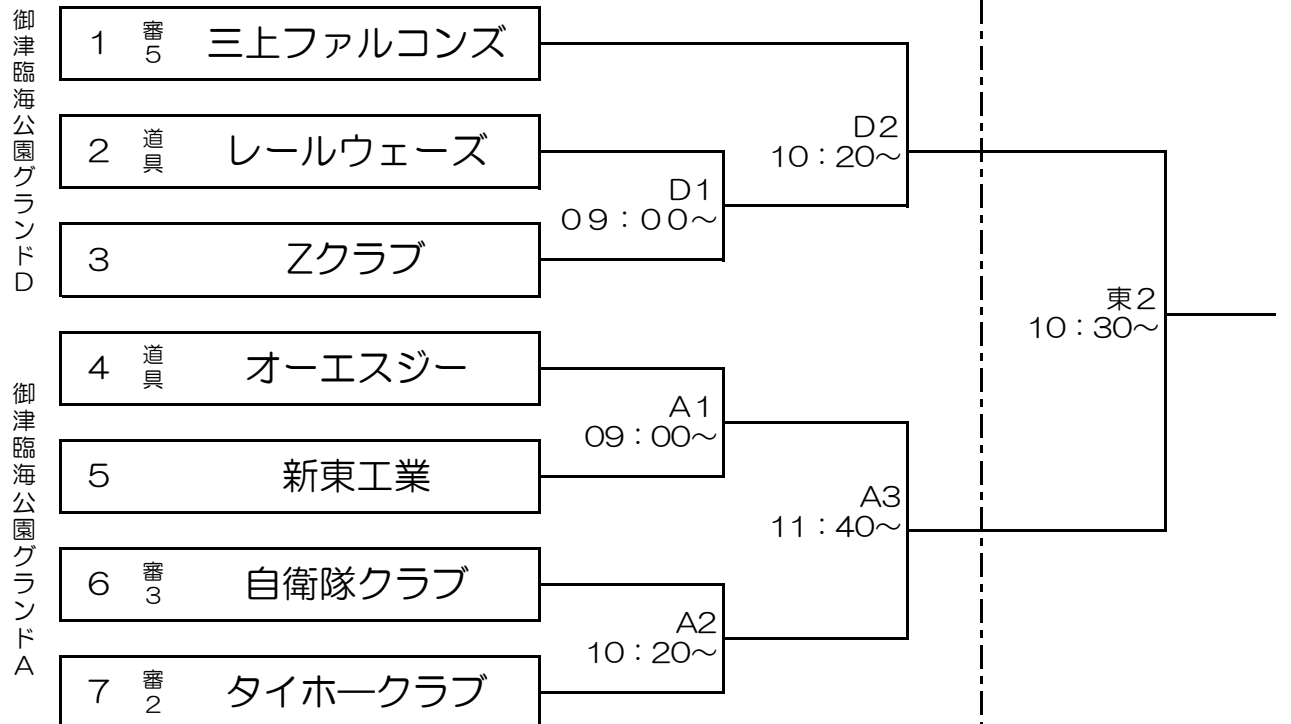 御津臨海公園グランドD
1 審5 三上ファルコンズ
2 道具 レールウェーズ
3 Zクラブ
D1
09：00～
D2
10：20～
御津臨海公園グランドA
4 道具 オーエスジー
5 新東工業
6 審3 自衛隊クラブ
7 審2 タイホークラブ
A1
09：00～
A2
10：20～
A3
11：40～
東2
10：30～